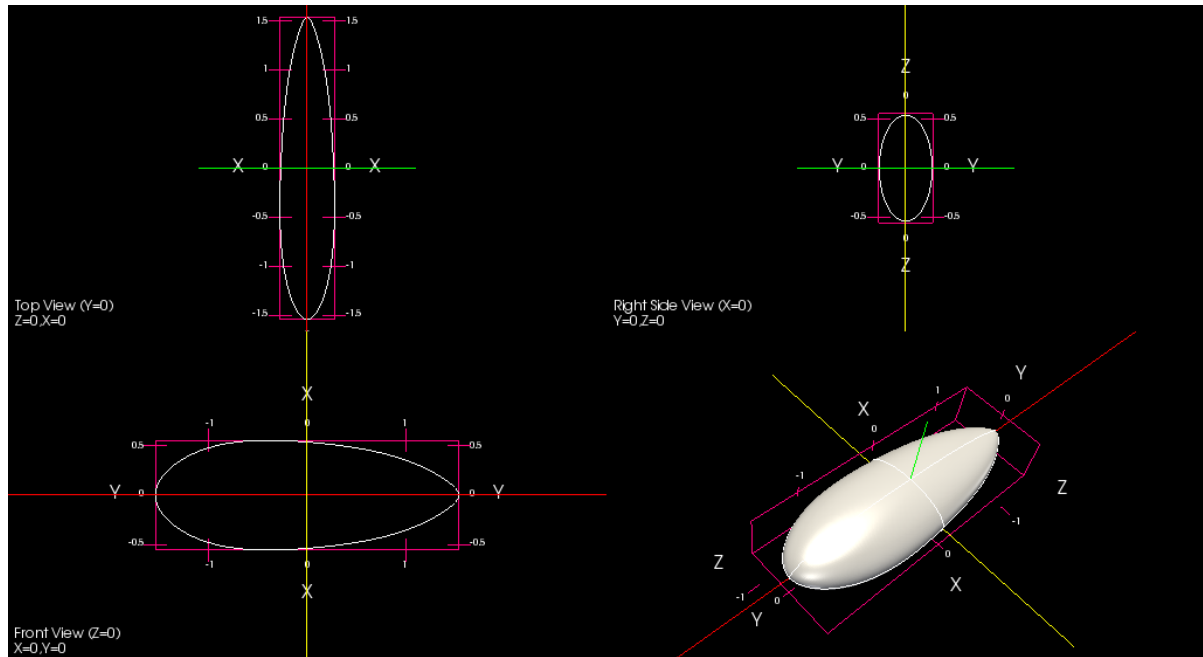 1.5 1.5
1 1
0.5 0.5
X 0 0 X
-0.5 -0.5
-1 -1
-1.5 -1.5
Top View (Y=0)
Z=0,X=0
Z
0
0.5 0.5
Y 0 0 Y
-0.5 -0.5
0
Z
Right Side View (X=0)
Y=0,Z=0
X
-1 0 1
0.5 0.5
Y 0 0 Y
-0.5 -0.5
-1 0 1
X
Front View (Z=0)
X=0,Y=0
Y
1 0
X
0
-1
Z
-1
0
Z
X
-1 0
Y